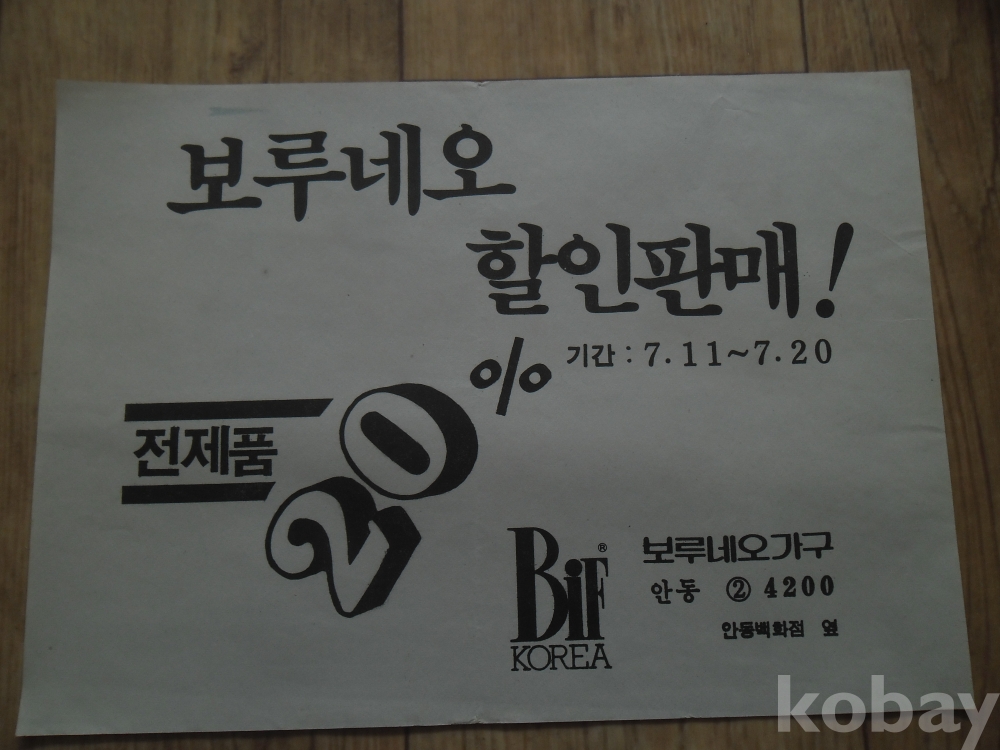 보루네오
할인판매!
기간 : 7.11~7.20
전제품 20%
BiF®
KOREA
보루네오가구
안동 ② 4200
안동백화점 옆
kobay